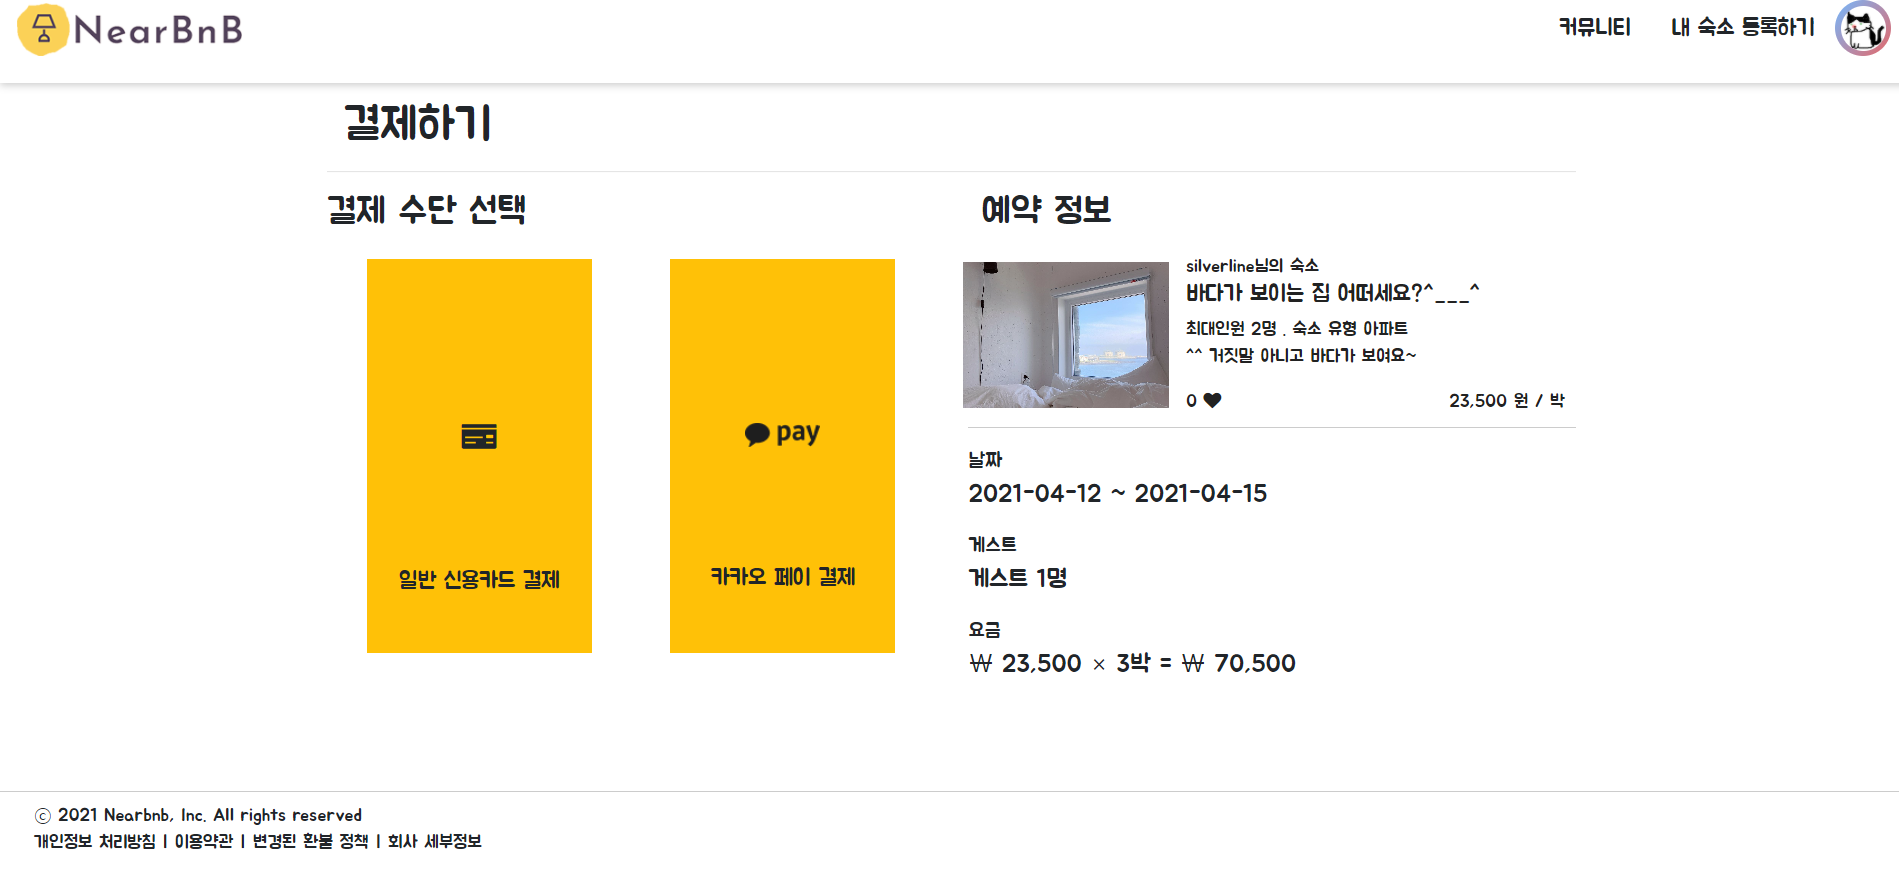 NearBnB
커뮤니티 내 숙소 등록하기
결제하기
결제 수단 선택
일반 신용카드 결제
pay
카카오 페이 결제
예약 정보
silverline님의 숙소
바다가 보이는 집 어떠세요?^___^
최대인원 2명 . 숙소 유형 아파트
^^ 거짓말 아니고 바다가 보여요~
0 ♥ 23,500 원 / 박
날짜
2021-04-12 ~ 2021-04-15
게스트
게스트 1명
요금
₩ 23,500 × 3박 = ₩ 70,500
ⓒ 2021 Nearbnb, Inc. All rights reserved
개인정보 처리방침 | 이용약관 | 변경된 환불 정책 | 회사 세부정보